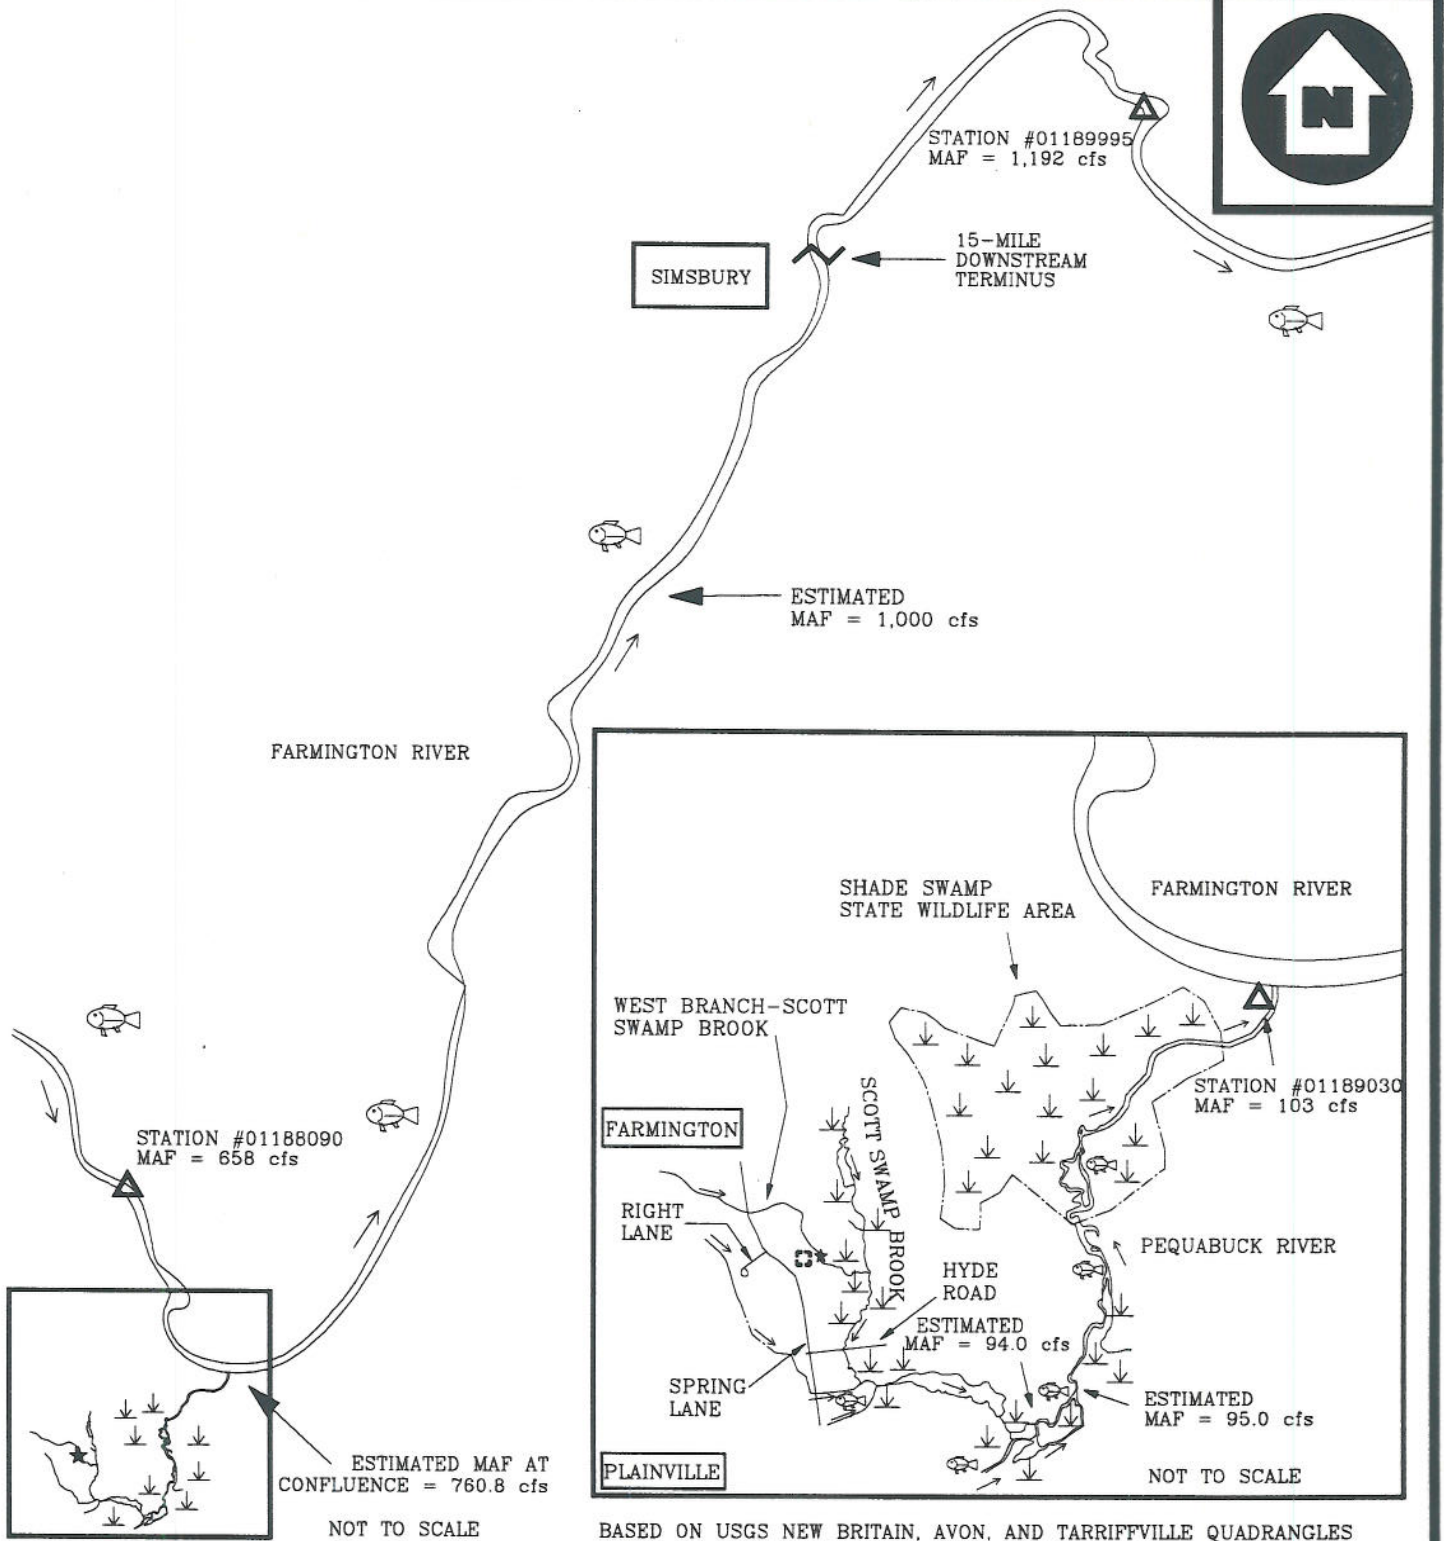 N
STATION #01189995
MAF = 1,192 cfs
15-MILE
DOWNSTREAM
TERMINUS
SIMSBURY
ESTIMATED
MAF = 1,000 cfs
FARMINGTON RIVER
STATION #01188090
MAF = 658 cfs
ESTIMATED MAF AT
CONFLUENCE = 760.8 cfs
NOT TO SCALE
SHADE SWAMP
STATE WILDLIFE AREA
FARMINGTON RIVER
WEST BRANCH-SCOTT
SWAMP BROOK
STATION #01189030
MAF = 103 cfs
FARMINGTON
SCOTT SWAMP BROOK
RIGHT
LANE
PEQUABUCK RIVER
HYDE
ROAD
ESTIMATED
MAF = 94.0 cfs
SPRING
LANE
ESTIMATED
MAF = 95.0 cfs
PLAINVILLE
NOT TO SCALE
BASED ON USGS NEW BRITAIN, AVON, AND TARRIFFVILLE QUADRANGLES